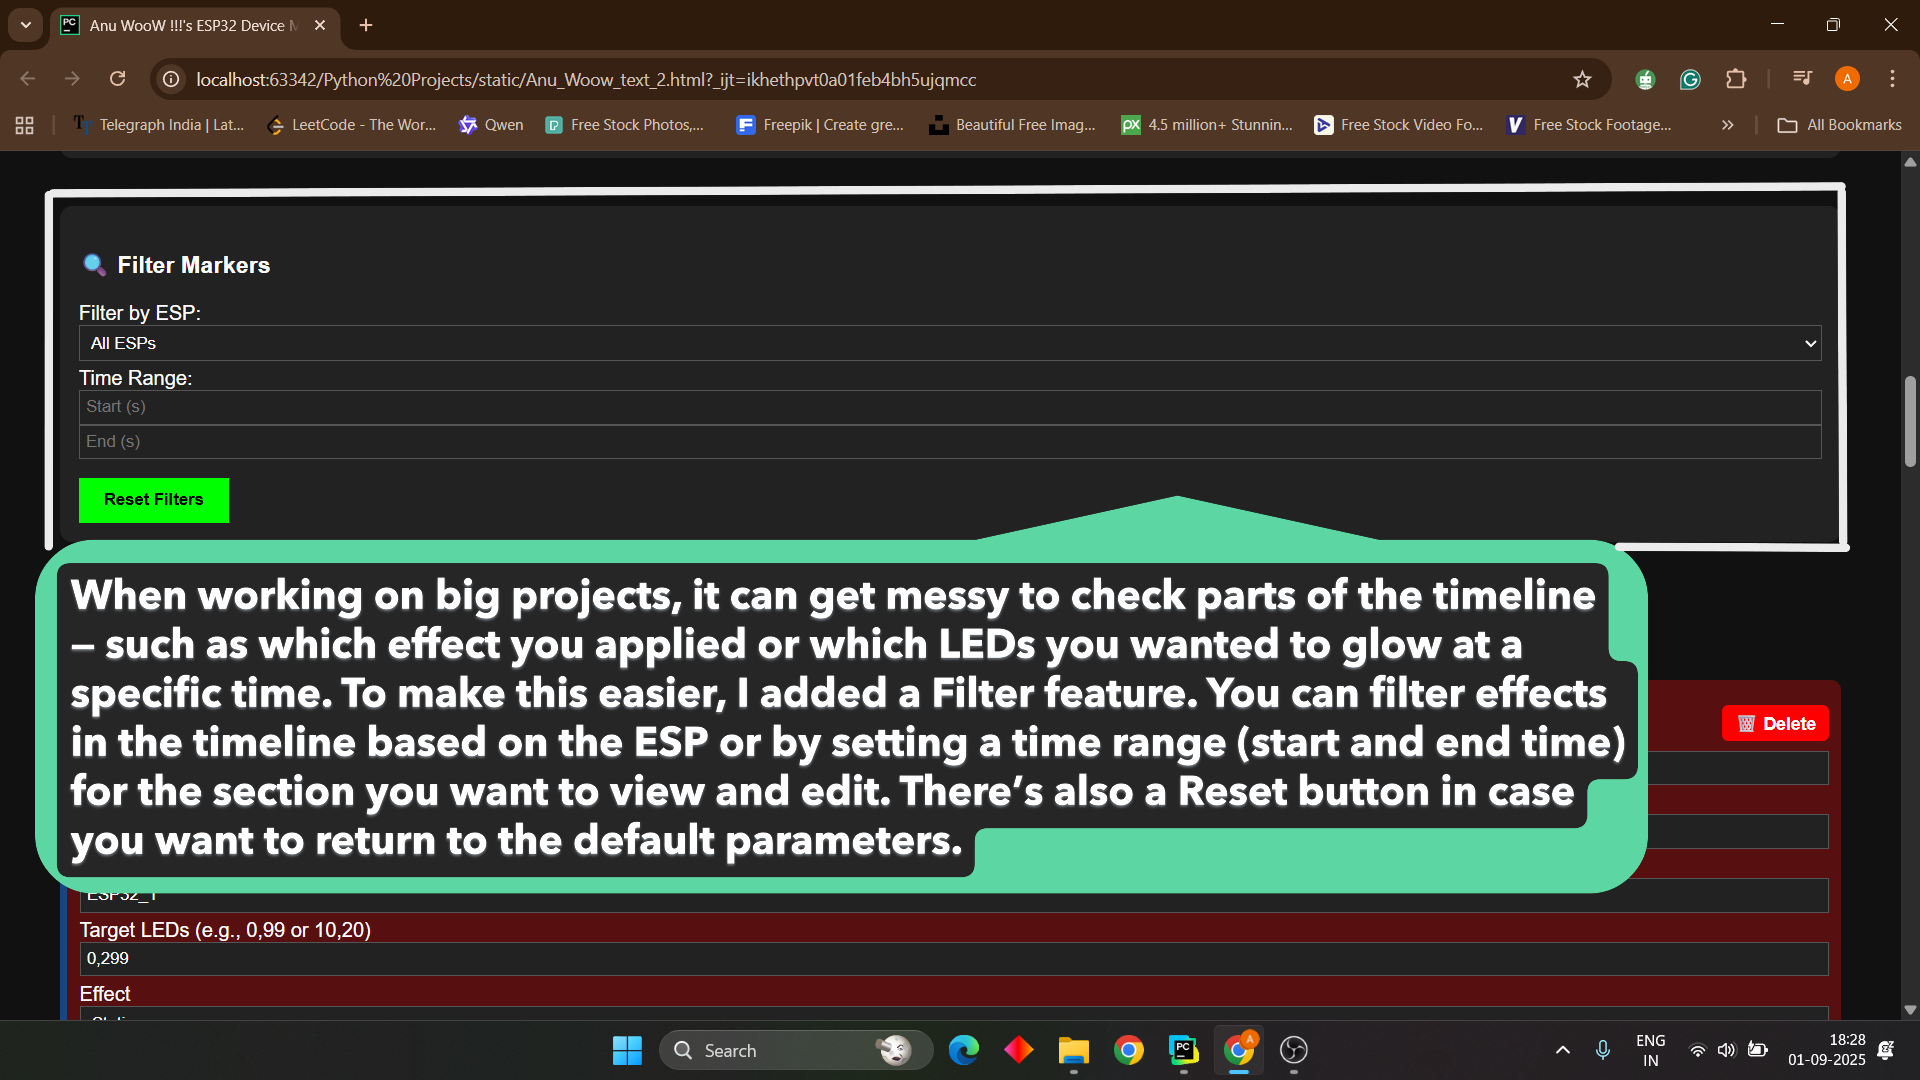 Anu WooW !!!'s ESP32 Device M
localhost:63342/Python%20Projects/static/Anu_Woow_text_2.html?_ijt=ikhethpvt0a01feb4bh5ujqmcc
A
Telegraph India | Lat...
LeetCode - The Wor...
Qwen
Free Stock Photos,...
Freepik | Create gre...
Beautiful Free Imag...
4.5 million+ Stunnin...
Free Stock Video Fo...
Free Stock Footage...
All Bookmarks
🔍 Filter Markers
Filter by ESP:
All ESPs
Time Range:
Start (s)
End (s)
Reset Filters
When working on big projects, it can get messy to check parts of the timeline
– such as which effect you applied or which LEDs you wanted to glow at a
specific time. To make this easier, I added a Filter feature. You can filter effects
in the timeline based on the ESP or by setting a time range (start and end time)
for the section you want to view and edit. There’s also a Reset button in case
you want to return to the default parameters.
🗑️ Delete
ESP32_1
Target LEDs (e.g., 0,99 or 10,20)
0,299
Effect
Search
ENG
IN
18:28
01-09-2025